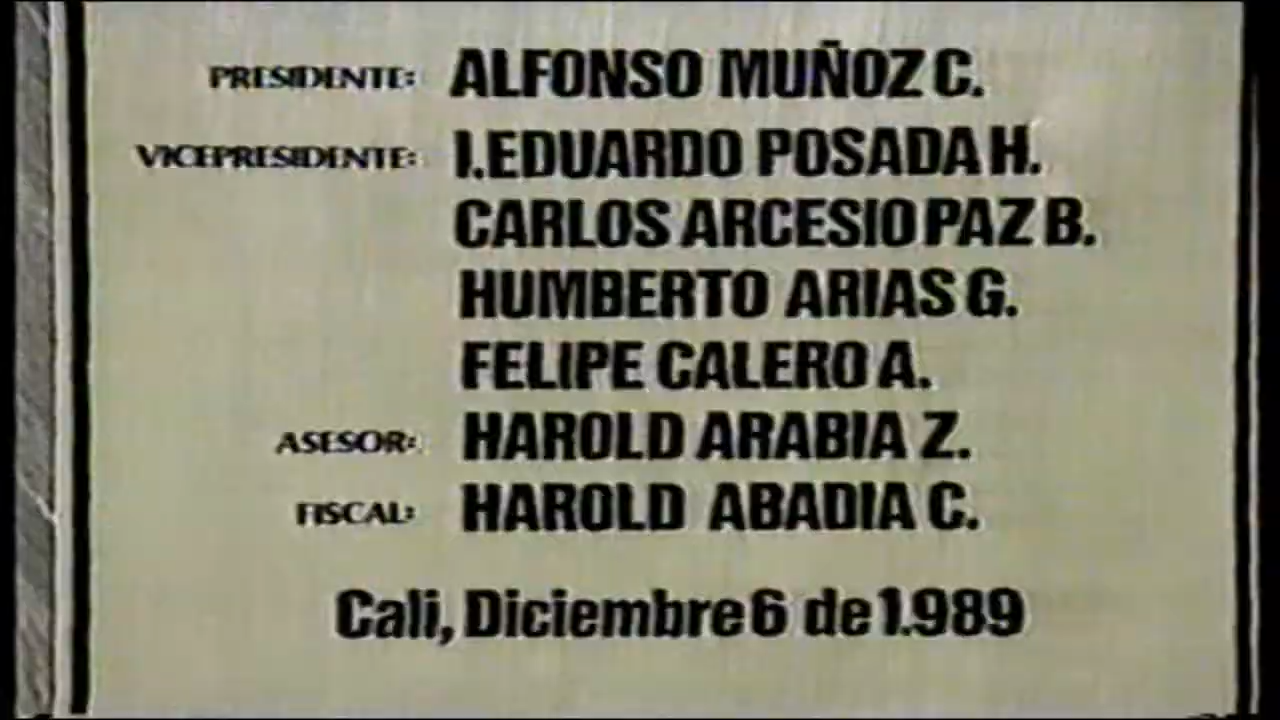 PRESIDENTE: ALFONSO MUÑOZ C.
VICEPRESIDENTE: I.EDUARDO POSADA H.
CARLOS ARCESIO PAZ B.
HUMBERTO ARIAS G.
FELIPE CALERO A.
ASESOR: HAROLD ARABIA Z.
FISCAL: HAROLD ABADIA C.
Cali, Diciembre 6 de 1.989